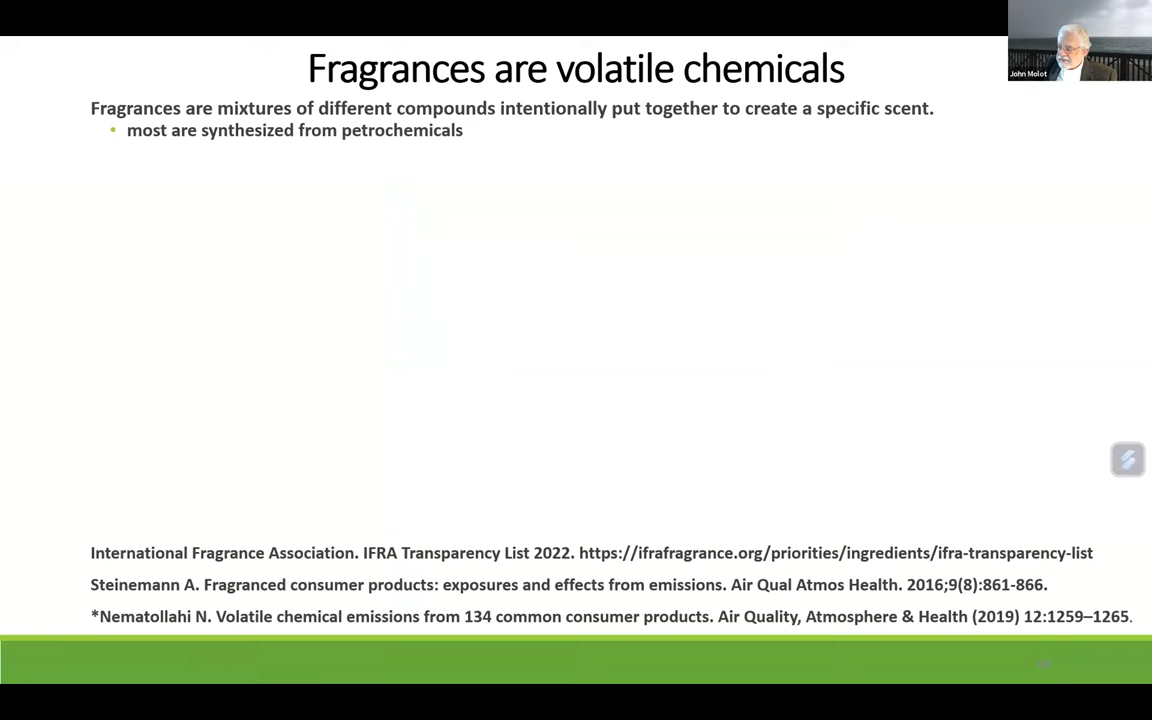 John Molot
Fragrances are volatile chemicals
Fragrances are mixtures of different compounds intentionally put together to create a specific scent.
• most are synthesized from petrochemicals
International Fragrance Association. IFRA Transparency List 2022. https://ifrafragrance.org/priorities/ingredients/ifra-transparency-list
Steinemann A. Fragranced consumer products: exposures and effects from emissions. Air Qual Atmos Health. 2016;9(8):861-866.
*Nematollahi N. Volatile chemical emissions from 134 common consumer products. Air Quality, Atmosphere & Health (2019) 12:1259–1265.